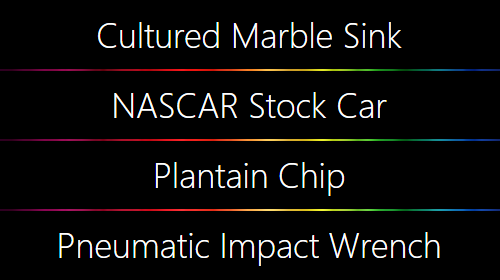 Cultured Marble Sink
NASCAR Stock Car
Plantain Chip
Pneumatic Impact Wrench